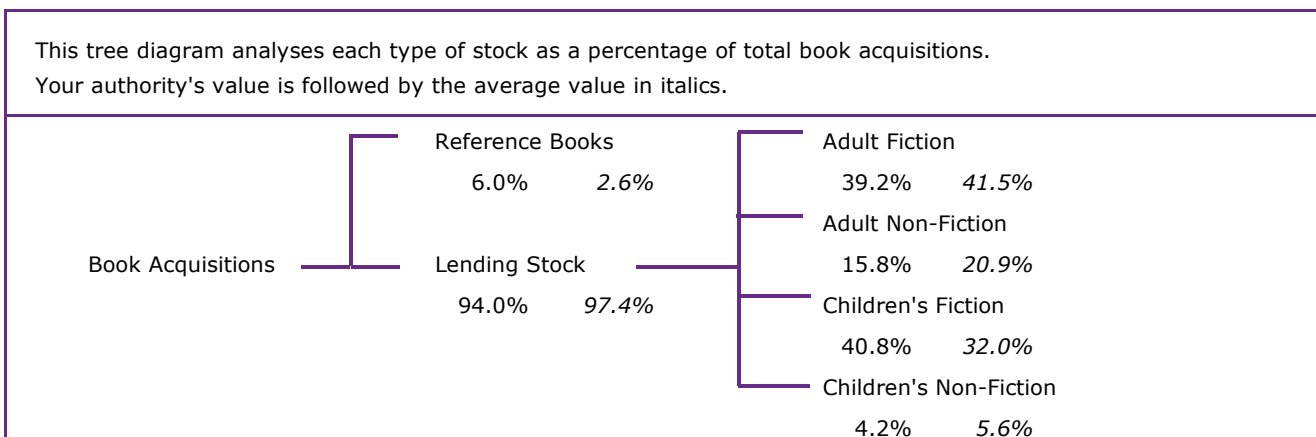 This tree diagram analyses each type of stock as a percentage of total book acquisitions.
Your authority's value is followed by the average value in italics.
Reference Books
6.0% 2.6%
Book Acquisitions
Lending Stock
94.0% 97.4%
Adult Fiction
39.2% 41.5%
Adult Non-Fiction
15.8% 20.9%
Children's Fiction
40.8% 32.0%
Children's Non-Fiction
4.2% 5.6%